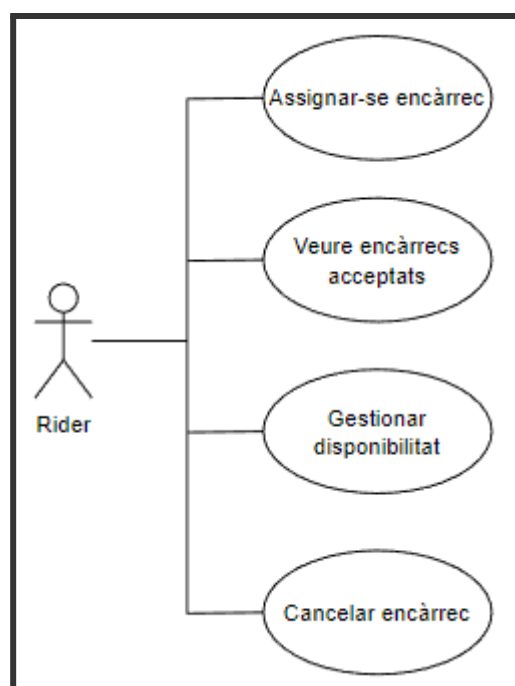 Assignar-se encàrrec
Veure encàrrecs
acceptats
Rider
Gestionar
disponibilitat
Cancelar encàrrec